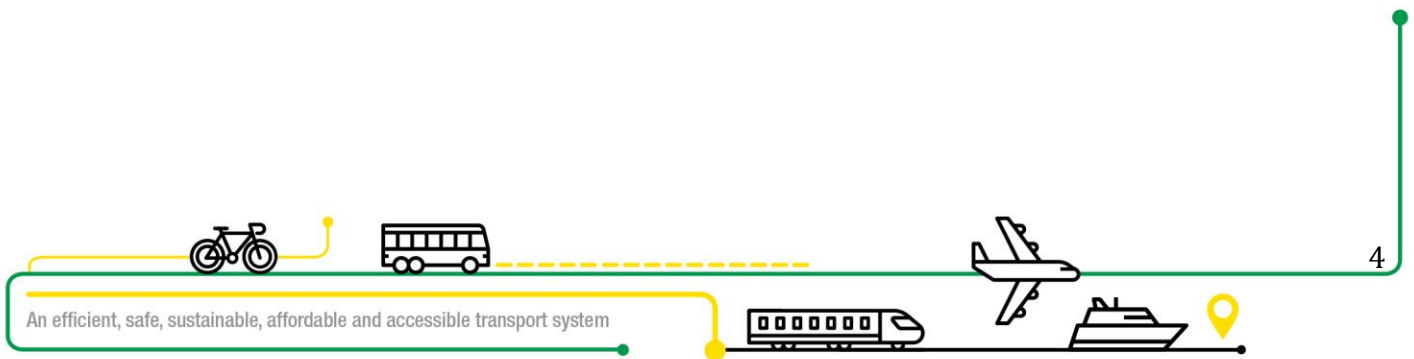 4
An efficient, safe, sustainable, affordable and accessible transport system